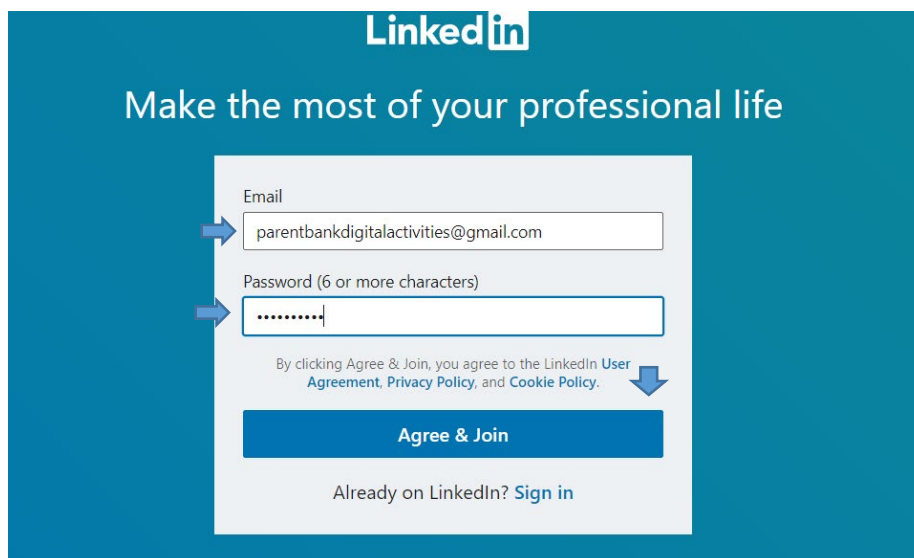 Linkedin
Make the most of your professional life
Email
parentbankdigitalactivities@gmail.com
Password (6 or more characters)
••••••••••
By clicking Agree & Join, you agree to the LinkedIn User
Agreement, Privacy Policy, and Cookie Policy.
Agree & Join
Already on LinkedIn? Sign in